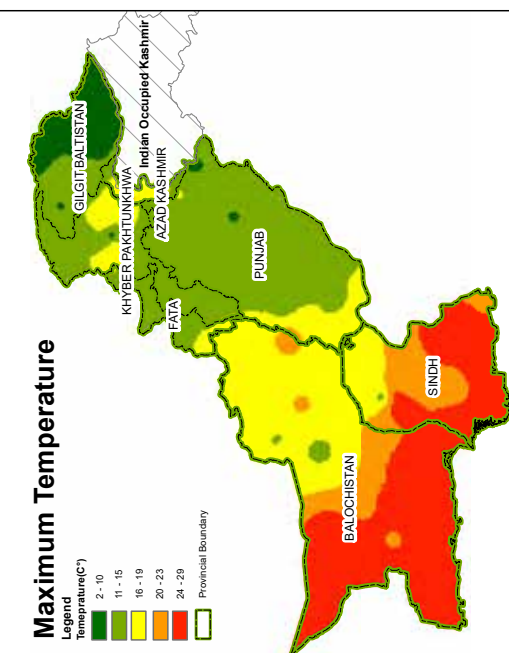 Maximum Temperature
Legend
Temeprature(C°)
2 - 10
11 - 15
16 - 19
20 - 23
24 - 29
Provincial Boundary
GILGIT BALTISTAN
Indian Occupied Kashmir
KHYBER PAKHTUNKHWA
AZAD KASHMIR
FATA
PUNJAB
BALOCHISTAN
SINDH